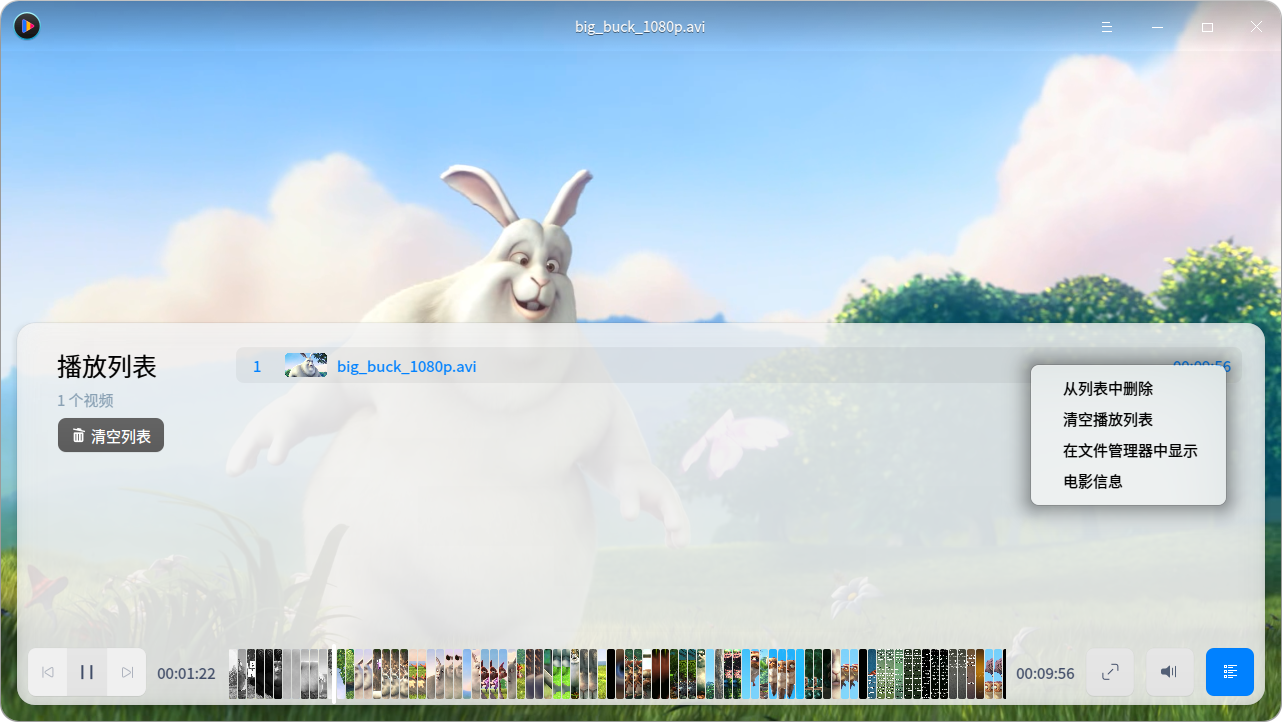 big_buck_1080p.avi
播放列表
1 big_buck_1080p.avi 00:09:56
1 个视频
清空列表
从列表中删除
清空播放列表
在文件管理器中显示
电影信息
00:01:22 00:09:56